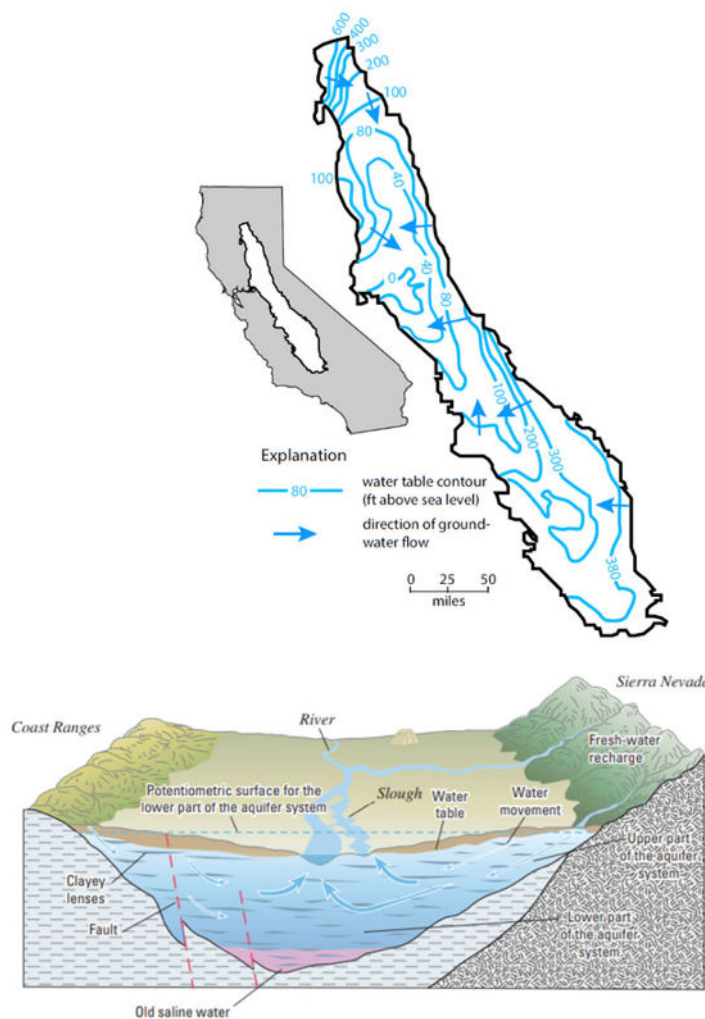 600
400
300
200
100
80
100
40
0
40
80
100
200
300
380
Explanation
80
water table contour
(ft above sea level)
direction of ground-
water flow
0 25 50
miles
Sierra Nevada
Coast Ranges
River
Fresh-water
recharge
Potentiometric surface for the
lower part of the aquifer system
Slough
Water
table
Water
movement
Upper part
of the aquifer
system
Clayey
lenses
Fault
Lower part
of the aquifer
system
Old saline water